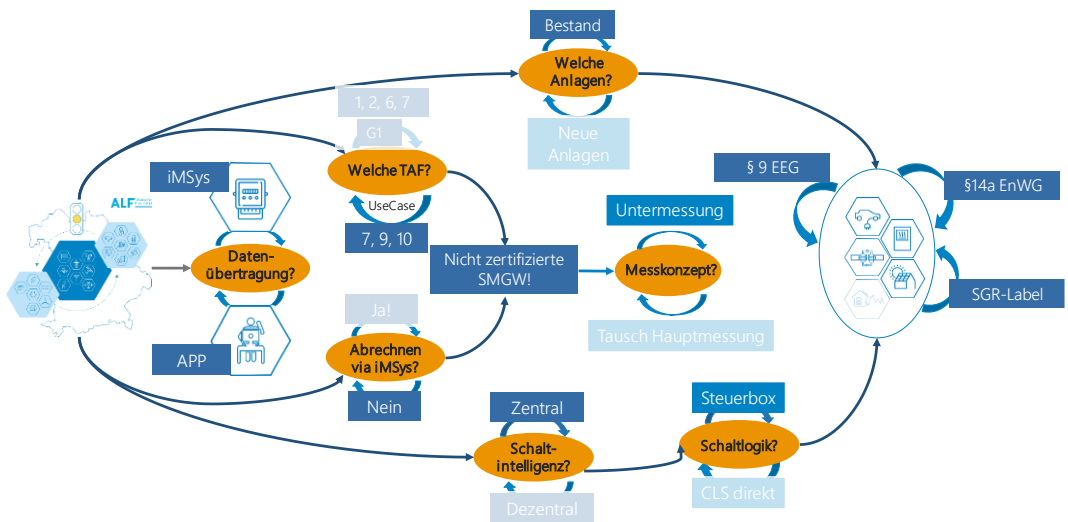 Bestand
Welche
Anlagen?
Neue
Anlagen
1, 2, 6, 7
G1
Welche TAF?
UseCase
7, 9, 10
iMSys
ALF
Daten-
übertragung?
APP
Nicht zertifizierte
SMGW!
Untermessung
Messkonzept?
Tausch Hauptmessung
§ 9 EEG
§14a EnWG
SGR-Label
Ja!
Abrechnen
via iMSys?
Nein
Zentral
Schalt-
intelligenz?
Dezentral
Steuerbox
Schaltlogik?
CLS direkt